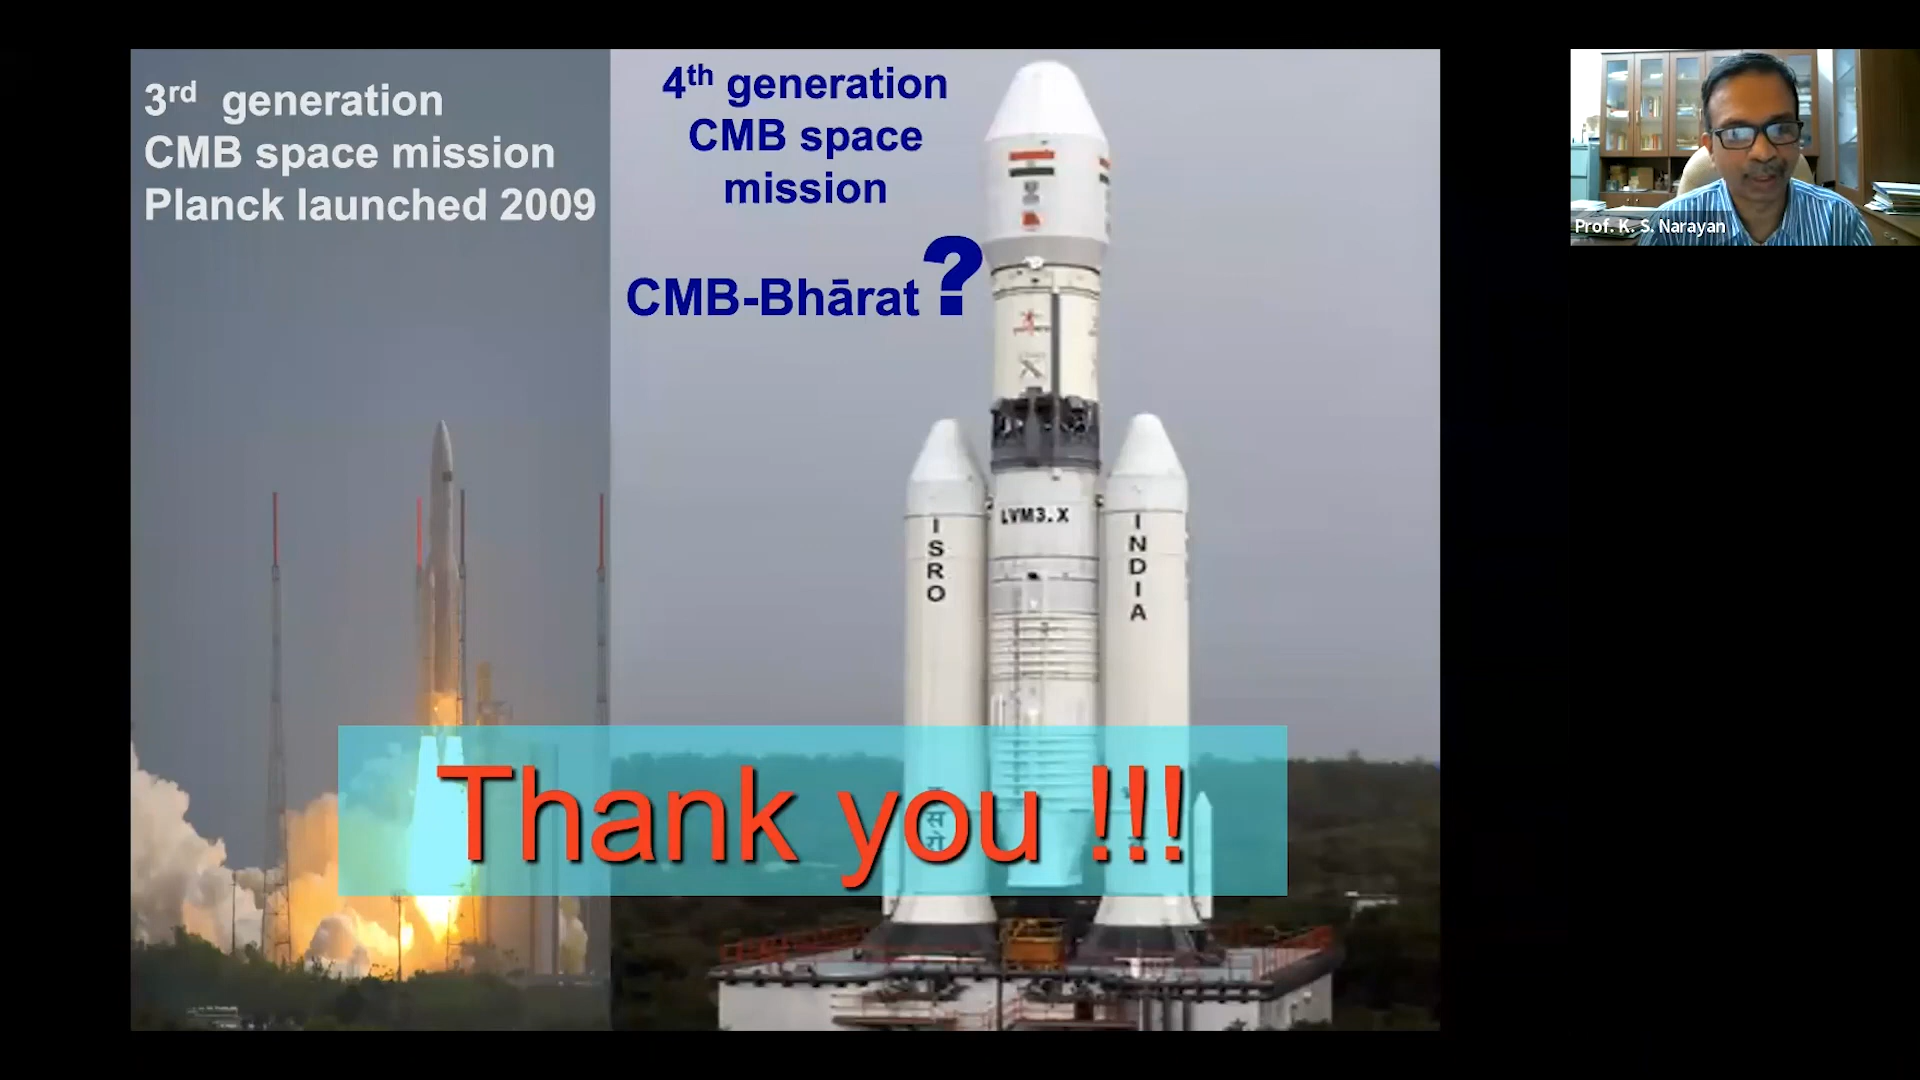 3rd generation
CMB space mission
Planck launched 2009
4th generation
CMB space
mission
CMB-Bhārat?
LVM3.X
ISRO
INDIA
स
रो
Thank you !!!
Prof. K. S. Narayan